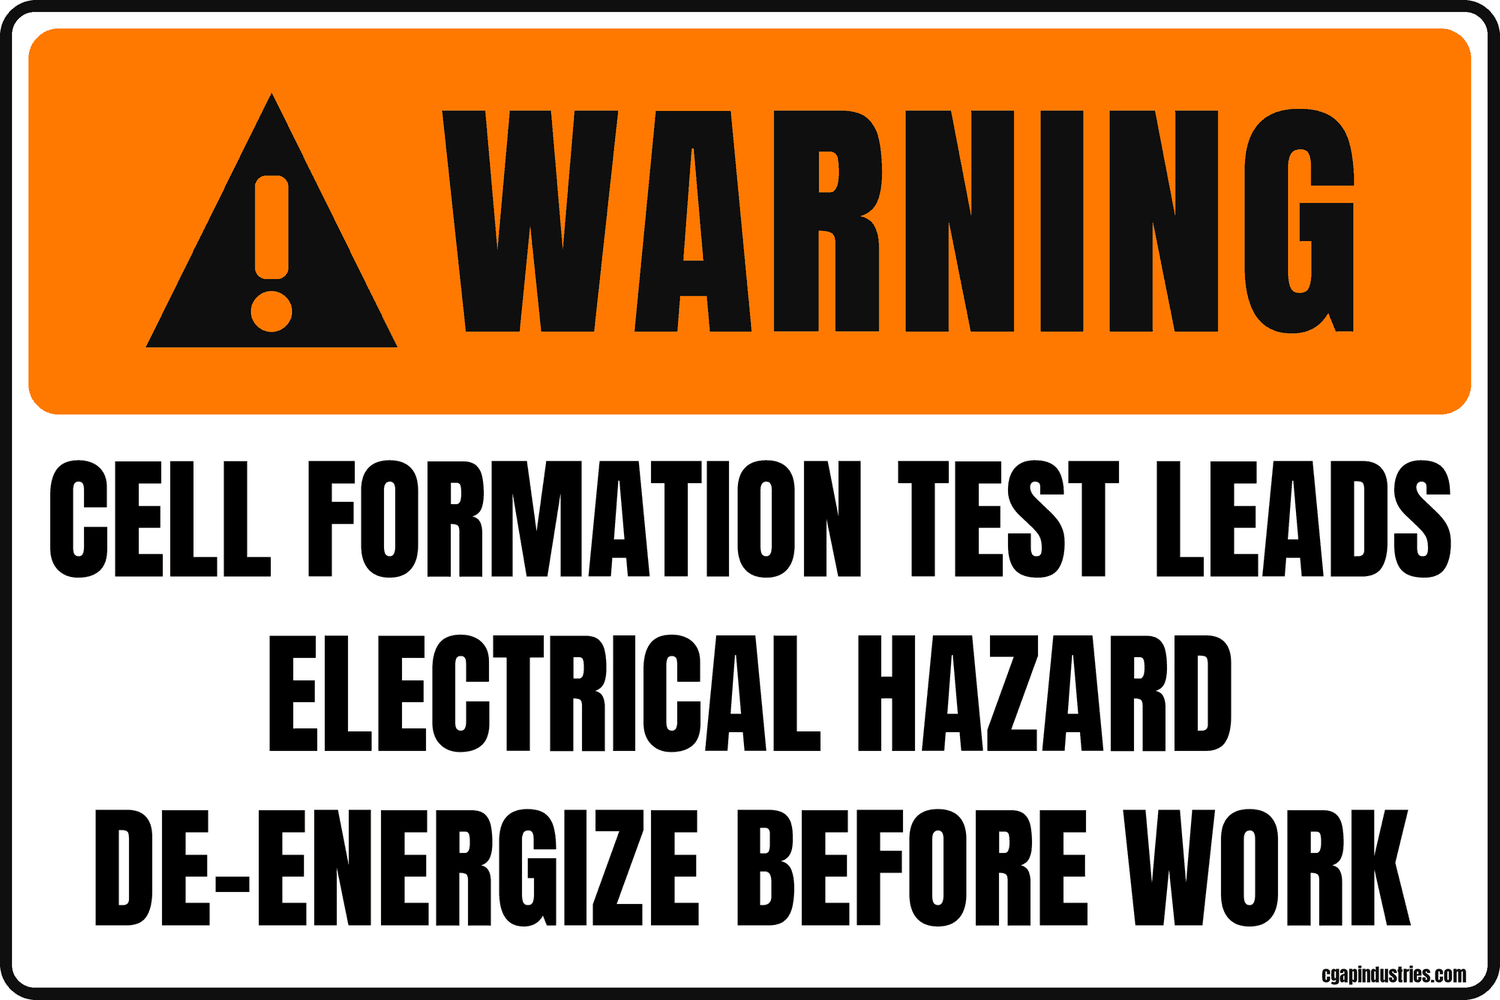 WARNING
CELL FORMATION TEST LEADS
ELECTRICAL HAZARD
DE-ENERGIZE BEFORE WORK
cgapindustries.com